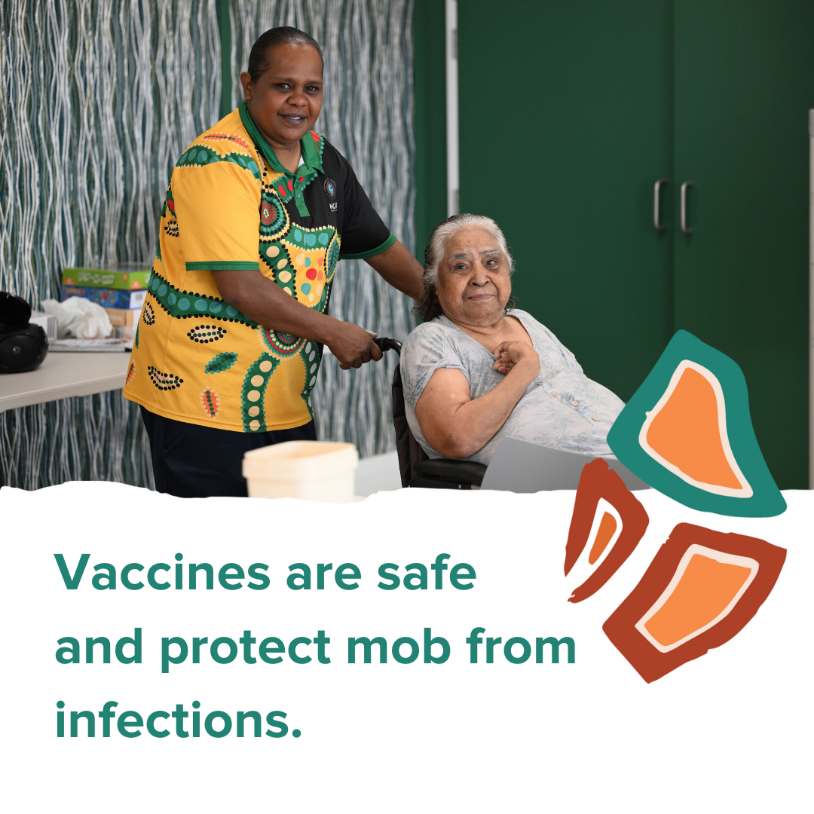 Vaccines are safe
and protect mob from
infections.